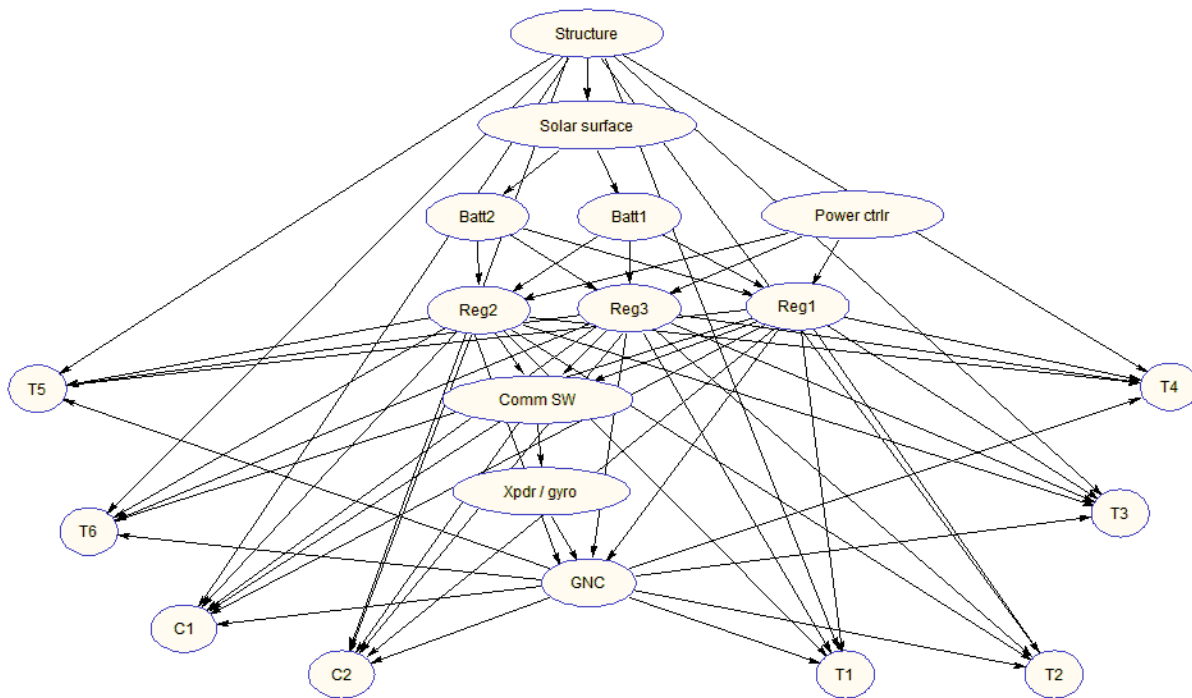 Structure
Solar surface
Batt2
Batt1
Power ctrlr
Reg2
Reg3
Reg1
T5
Comm SW
T4
Xpdr / gyro
T6
T3
GNC
C1
C2
T1
T2